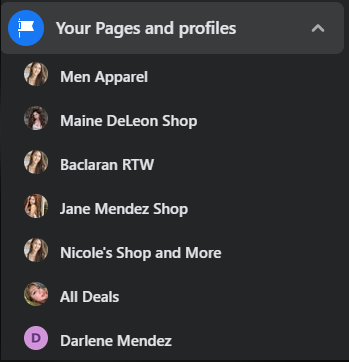 Your Pages and profiles
Men Apparel
Maine DeLeon Shop
Baclaran RTW
Jane Mendez Shop
Nicole's Shop and More
All Deals
D Darlene Mendez